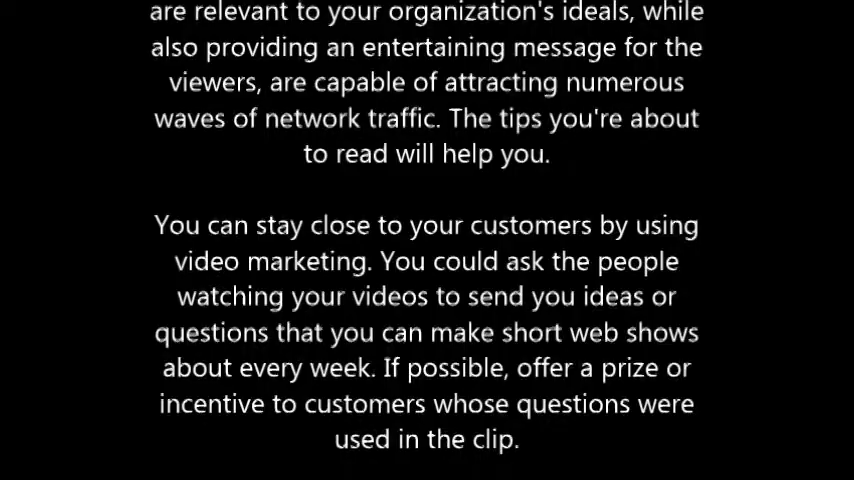 are relevant to your organization's ideals, while
also providing an entertaining message for the
viewers, are capable of attracting numerous
waves of network traffic. The tips you're about
to read will help you.
You can stay close to your customers by using
video marketing. You could ask the people
watching your videos to send you ideas or
questions that you can make short web shows
about every week. If possible, offer a prize or
incentive to customers whose questions were
used in the clip.